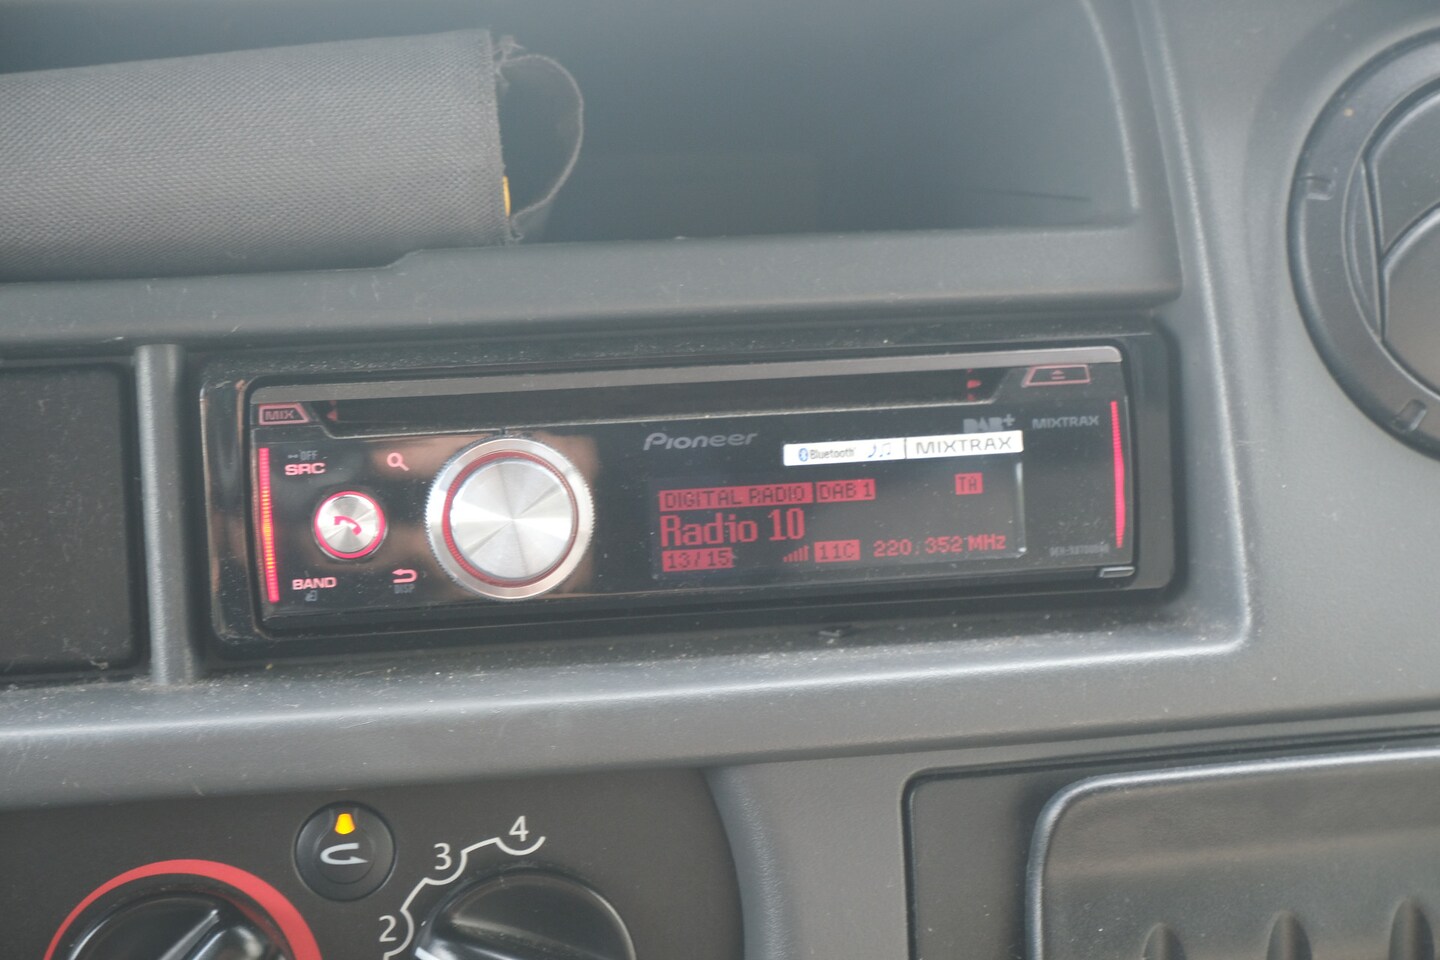 MIX
Pioneer
DAB+
MIXTRAX
OFF
SRC
Bluetooth
MIXTRAX
DIGITAL RADIO DAB 1
TA
Radio 10
13/15 11C 220.352 MHz
BAND
DISP
4
3
2